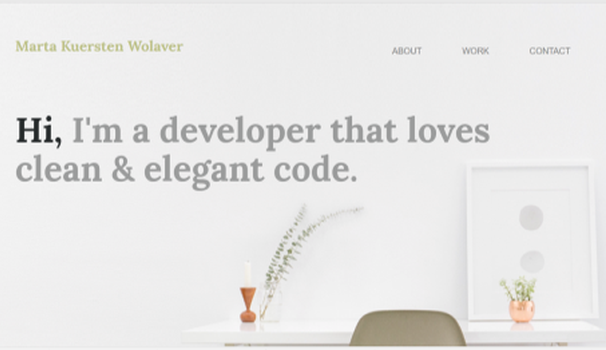 Marta Kuersten Wolaver
ABOUT WORK CONTACT
Hi, I'm a developer that loves
clean & elegant code.